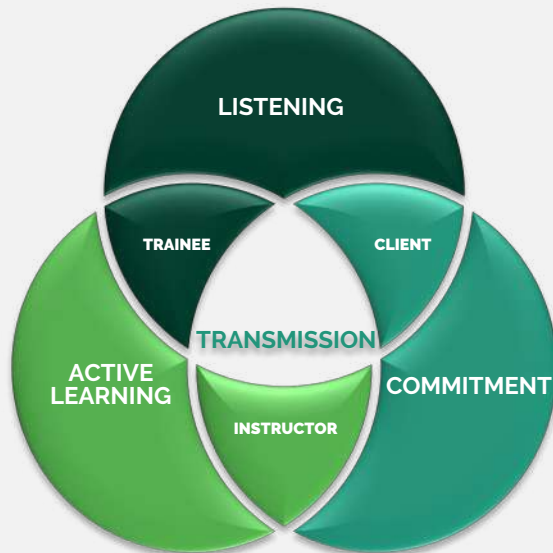 LISTENING
TRAINEE
CLIENT
TRANSMISSION
ACTIVE
LEARNING
COMMITMENT
INSTRUCTOR